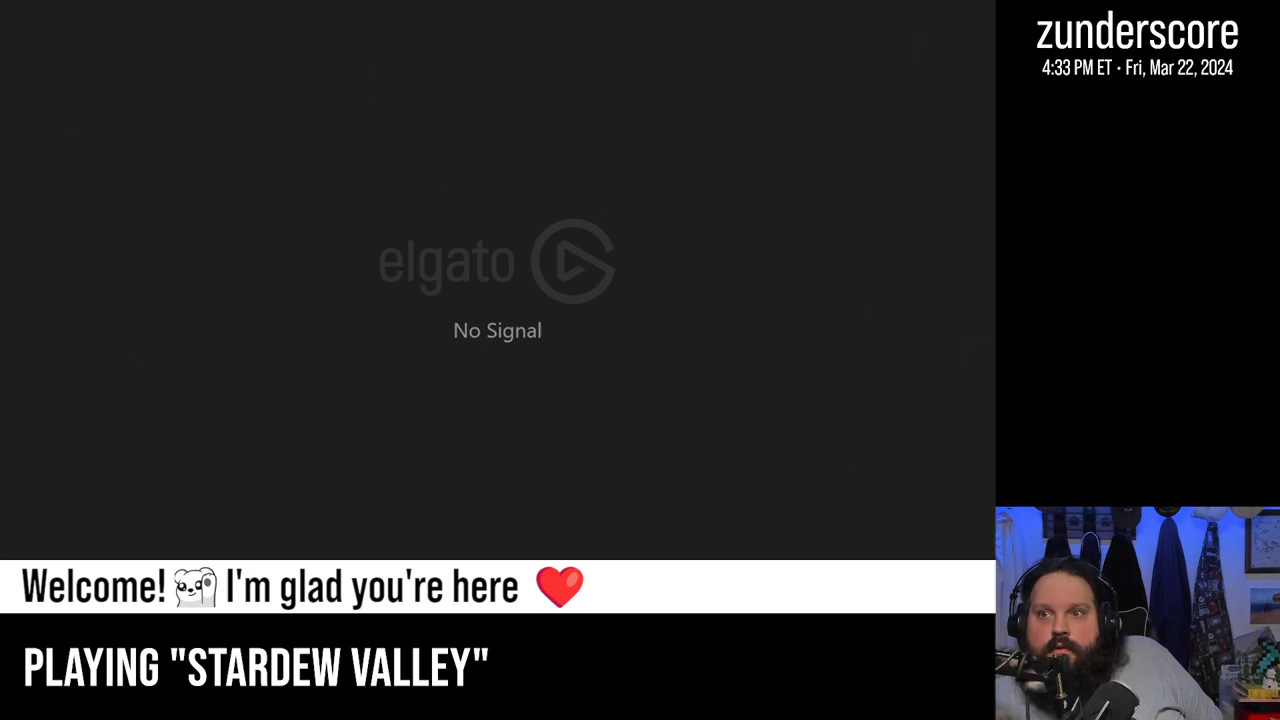 zunderscore
4:33 PM ET · Fri, Mar 22, 2024
elgato
No Signal
Welcome! I'm glad you're here
PLAYING "STARDEW VALLEY"